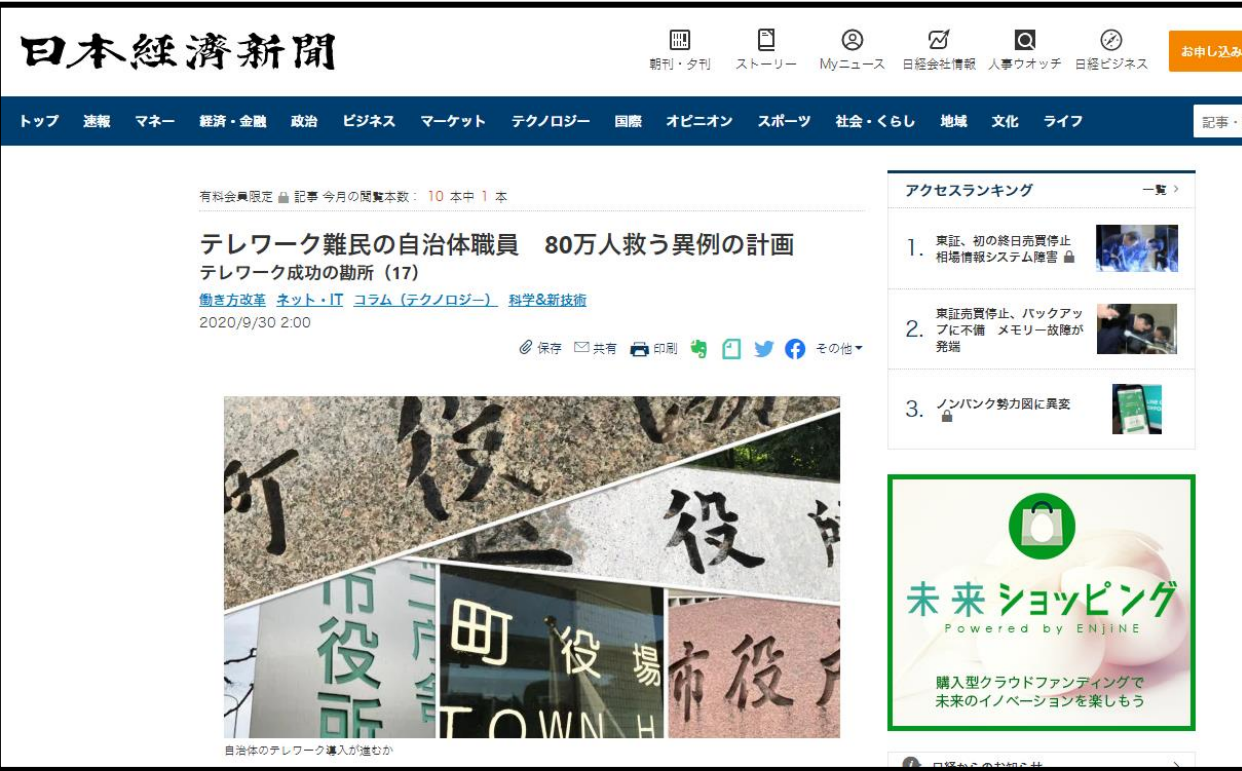 日本経済新聞
朝刊・夕刊 ストーリー Myニュース 日経会社情報 人事ウオッチ 日経ビジネス
お申し込み
トップ 速報 マネー 経済・金融 政治 ビジネス マーケット テクノロジー 国際 オピニオン スポーツ 社会・くらし 地域 文化 ライフ
記事・
有料会員限定 記事 今月の閲覧本数： 10 本中 1 本
テレワーク難民の自治体職員　80万人救う異例の計画
テレワーク成功の勘所（17）
働き方改革 ネット・IT コラム（テクノロジー） 科学&新技術
2020/9/30 2:00
保存 共有 印刷 その他
町役
役
市役所
町役場
TOWN H
市役
自治体のテレワーク導入が進むか
アクセスランキング 一覧
1. 東証、初の終日売買停止
相場情報システム障害
2. 東証売買停止、バックアッ
プに不備　メモリー故障が
発端
3. ノンバンク勢力図に異変
未来ショッピング
Powered by ENjiNE
購入型クラウドファンディングで
未来のイノベーションを楽しもう
日経からのお知らせ